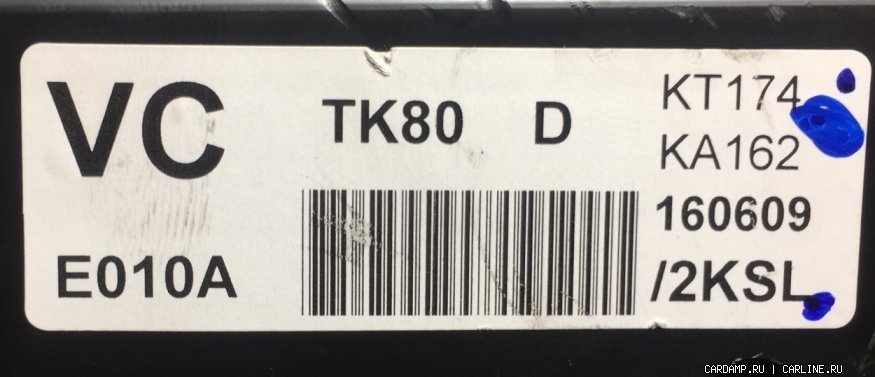 VC
TK80 D
KT174
KA162
160609
E010A
/2KSL
CARDAMP.RU | CARLINE.RU